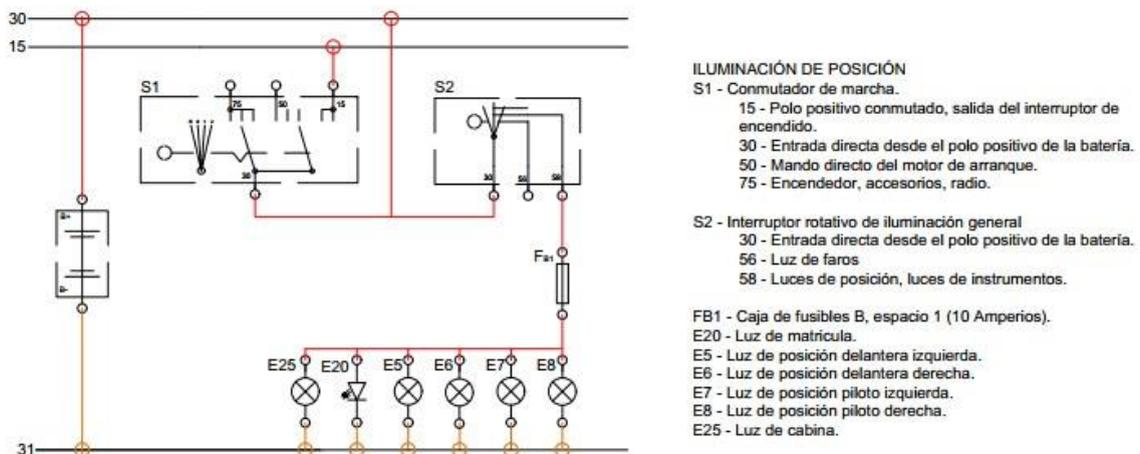 30
15
S1
75
50
15
30
S2
30
56
58
B+
B-
FB1
E25
E20
E5
E6
E7
E8
31
ILUMINACIÓN DE POSICIÓN
S1 - Conmutador de marcha.
15 - Polo positivo conmutado, salida del interruptor de
encendido.
30 - Entrada directa desde el polo positivo de la batería.
50 - Mando directo del motor de arranque.
75 - Encendedor, accesorios, radio.
S2 - Interruptor rotativo de iluminación general
30 - Entrada directa desde el polo positivo de la batería.
56 - Luz de faros
58 - Luces de posición, luces de instrumentos.
FB1 - Caja de fusibles B, espacio 1 (10 Amperios).
E20 - Luz de matricula.
E5 - Luz de posición delantera izquierda.
E6 - Luz de posición delantera derecha.
E7 - Luz de posición piloto izquierda.
E8 - Luz de posición piloto derecha.
E25 - Luz de cabina.